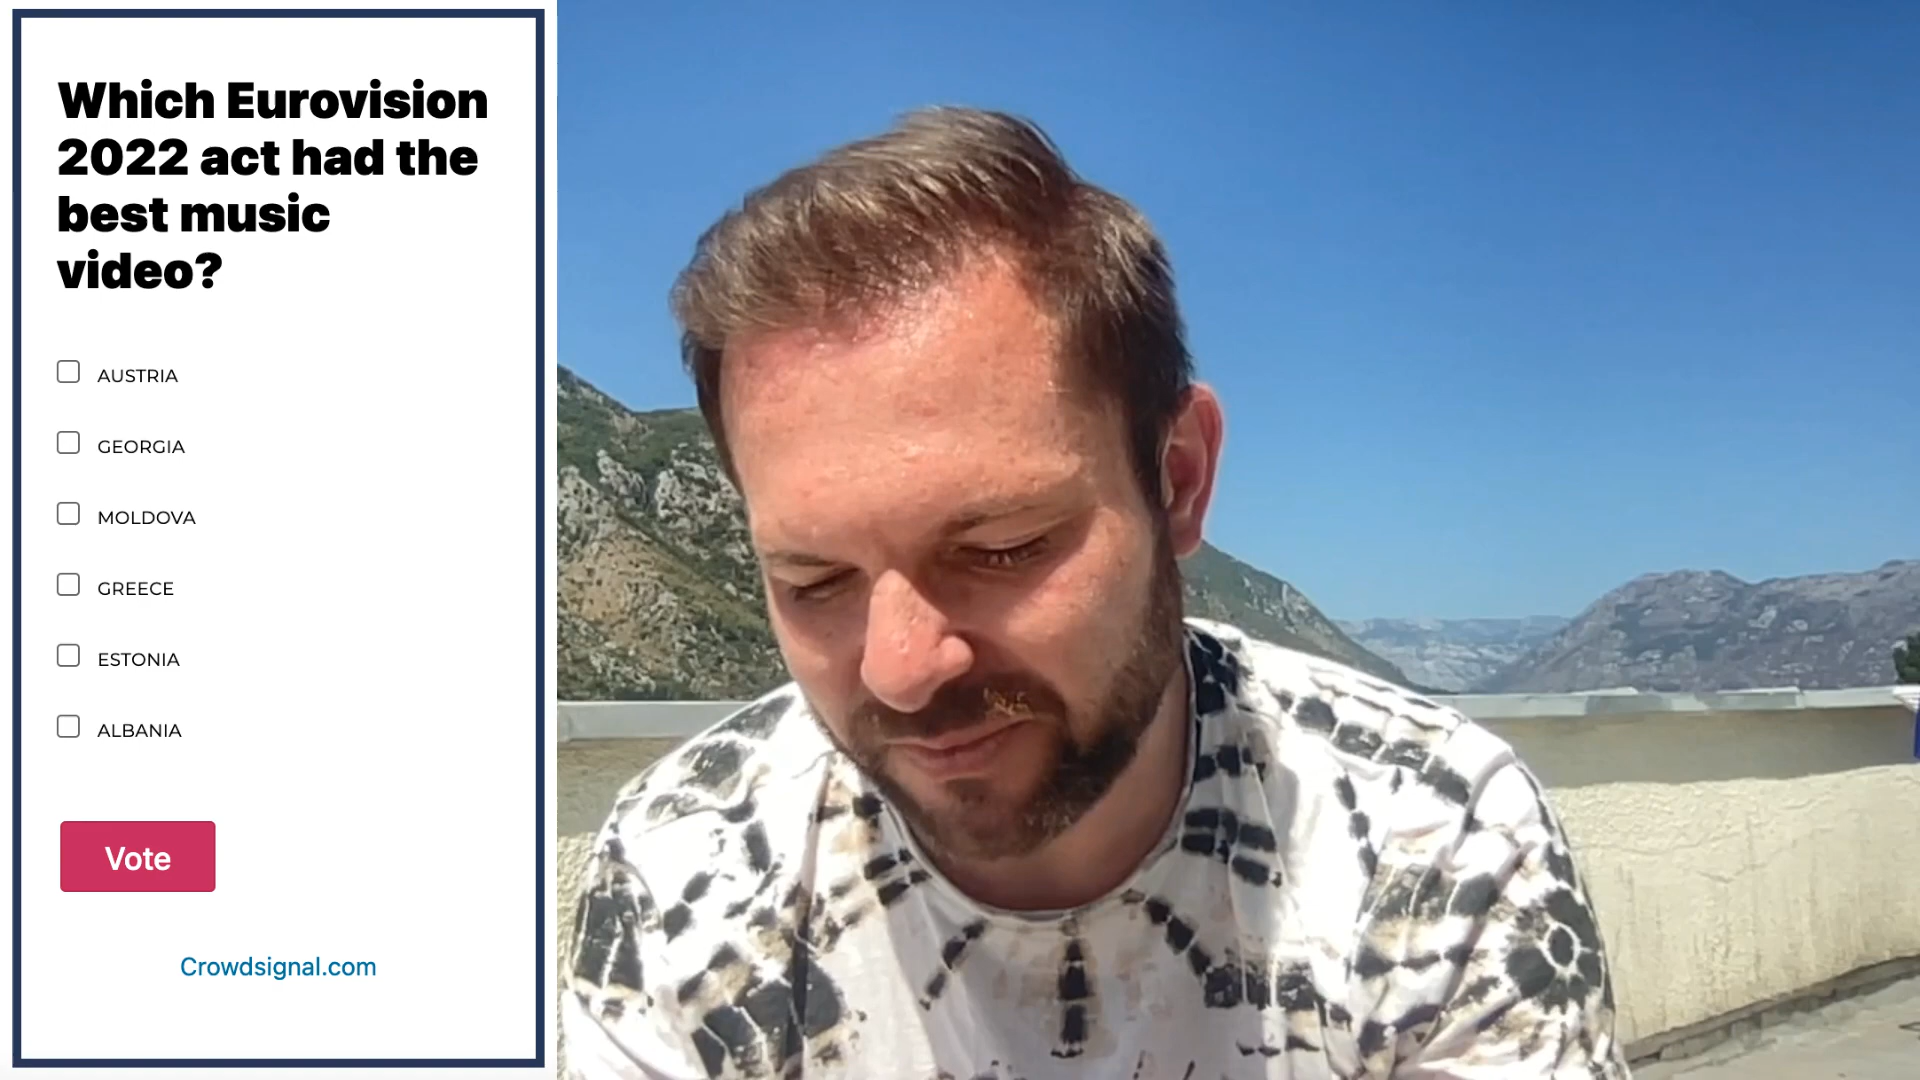 Which Eurovision
2022 act had the
best music
video?
AUSTRIA
GEORGIA
MOLDOVA
GREECE
ESTONIA
ALBANIA
Vote
Crowdsignal.com